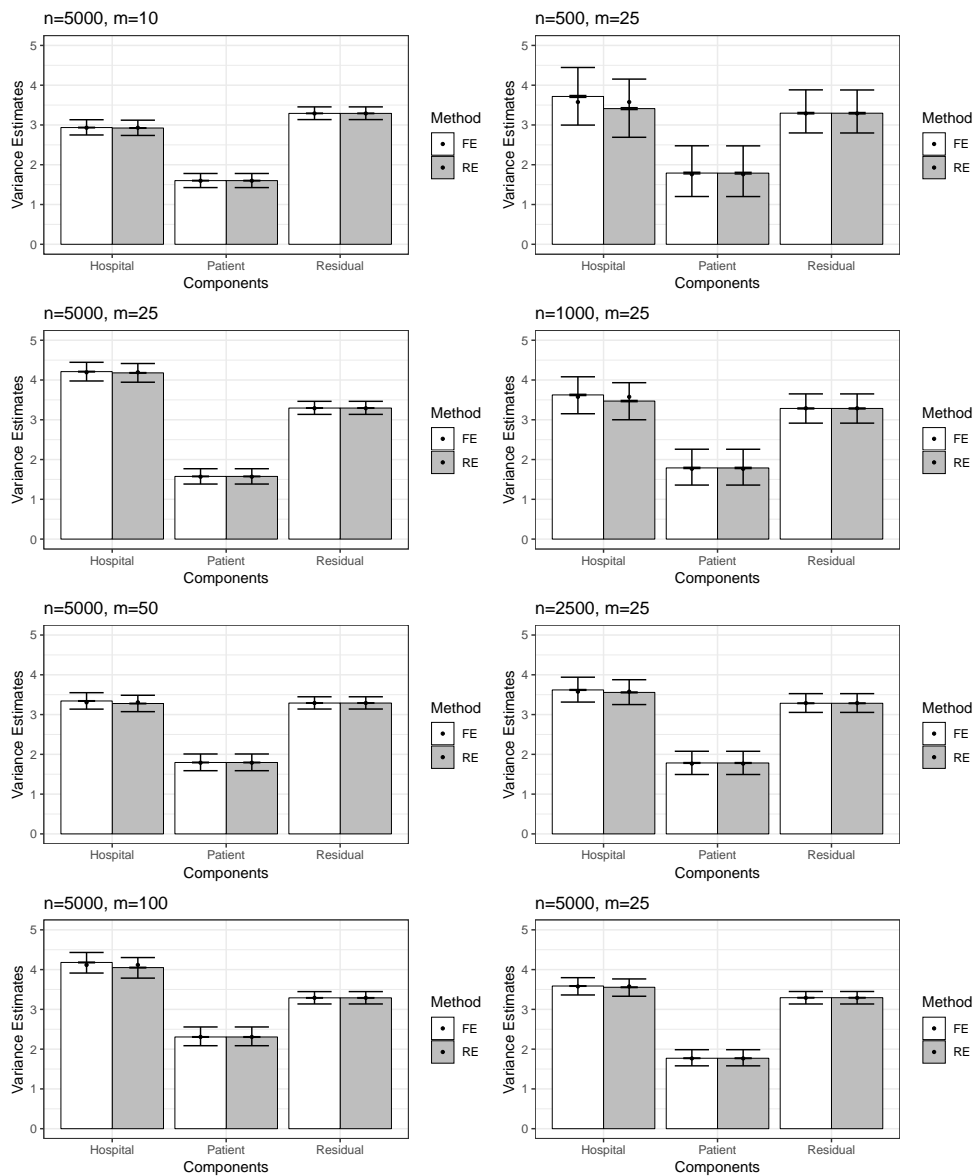 n=5000, m=10
5
4
3
2
1
0
Variance Estimates
Hospital Patient Residual
Components
Method
FE
RE
n=500, m=25
5
4
3
2
1
0
Variance Estimates
Hospital Patient Residual
Components
Method
FE
RE
n=5000, m=25
5
4
3
2
1
0
Variance Estimates
Hospital Patient Residual
Components
Method
FE
RE
n=1000, m=25
5
4
3
2
1
0
Variance Estimates
Hospital Patient Residual
Components
Method
FE
RE
n=5000, m=50
5
4
3
2
1
0
Variance Estimates
Hospital Patient Residual
Components
Method
FE
RE
n=2500, m=25
5
4
3
2
1
0
Variance Estimates
Hospital Patient Residual
Components
Method
FE
RE
n=5000, m=100
5
4
3
2
1
0
Variance Estimates
Hospital Patient Residual
Components
Method
FE
RE
n=5000, m=25
5
4
3
2
1
0
Variance Estimates
Hospital Patient Residual
Components
Method
FE
RE